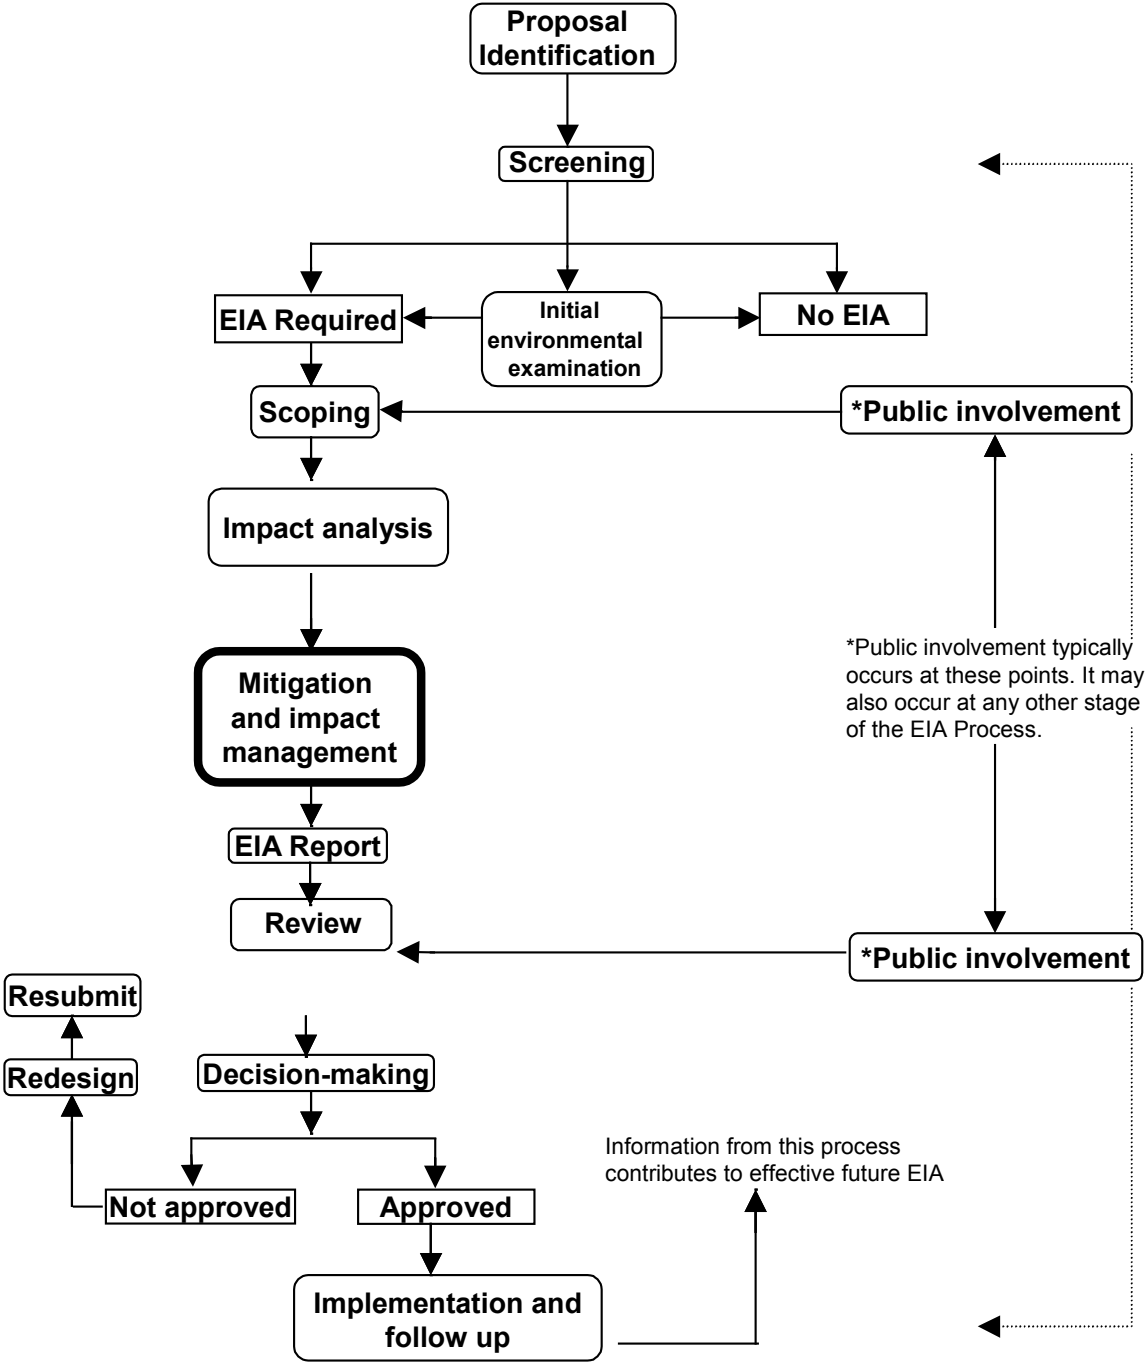 Proposal
Identification
Screening
EIA Required
Initial
environmental
examination
No EIA
Scoping
*Public involvement
Impact analysis
*Public involvement typically
occurs at these points. It may
also occur at any other stage
of the EIA Process.
Mitigation
and impact
management
EIA Report
Review
*Public involvement
Resubmit
Redesign
Decision-making
Information from this process
contributes to effective future EIA
Not approved
Approved
Implementation and
follow up